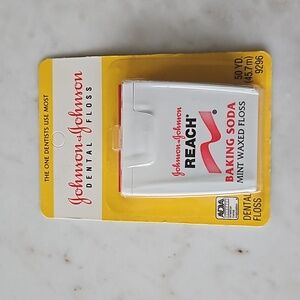 THE ONE DENTISTS USE MOST
Johnson & Johnson
DENTAL FLOSS
Johnson & Johnson
REACH®
BAKING SODA
MINT WAXED FLOSS
50 YD.
(45.7m)
9296
ADA
DENTAL
FLOSS